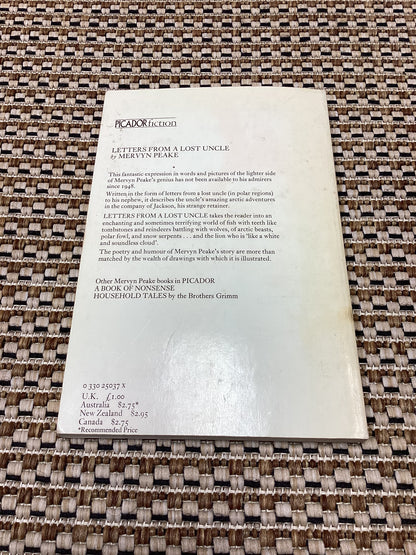 PICADOR fiction
LETTERS FROM A LOST UNCLE
by MERVYN PEAKE
This fantastic expression in words and pictures of the lighter side
of Mervyn Peake's genius has not been available to his admirers
since 1948.
Written in the form of letters from a lost uncle (in polar regions)
to his nephew, it describes the uncle's amazing arctic adventures
in the company of Jackson, his strange retainer.
LETTERS FROM A LOST UNCLE takes the reader into an
enchanting and sometimes terrifying world of fish with teeth like
tombstones and reindeers battling with wolves, of arctic beasts,
polar fowl, and snow serpents . . . and the lion who is 'like a white
and soundless cloud'.
The poetry and humour of Mervyn Peake's story are more than
matched by the wealth of drawings with which it is illustrated.
Other Mervyn Peake books in PICADOR
A BOOK OF NONSENSE
HOUSEHOLD TALES by the Brothers Grimm
0 330 25037 X
U.K. £1.00
Australia $2.75*
New Zealand $2.95
Canada $2.75
*Recommended Price